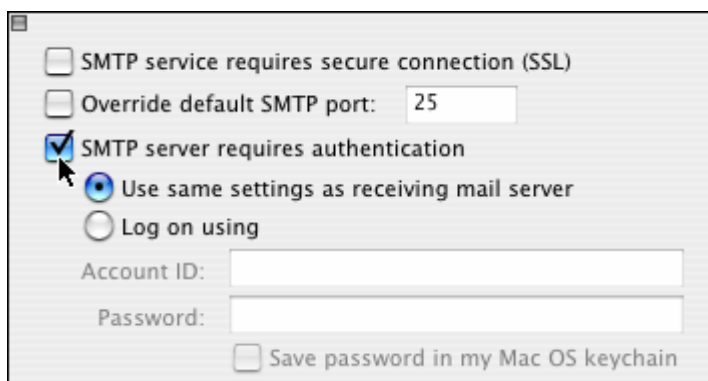 SMTP service requires secure connection (SSL)
Override default SMTP port: 25
SMTP server requires authentication
Use same settings as receiving mail server
Log on using
Account ID:
Password:
Save password in my Mac OS keychain